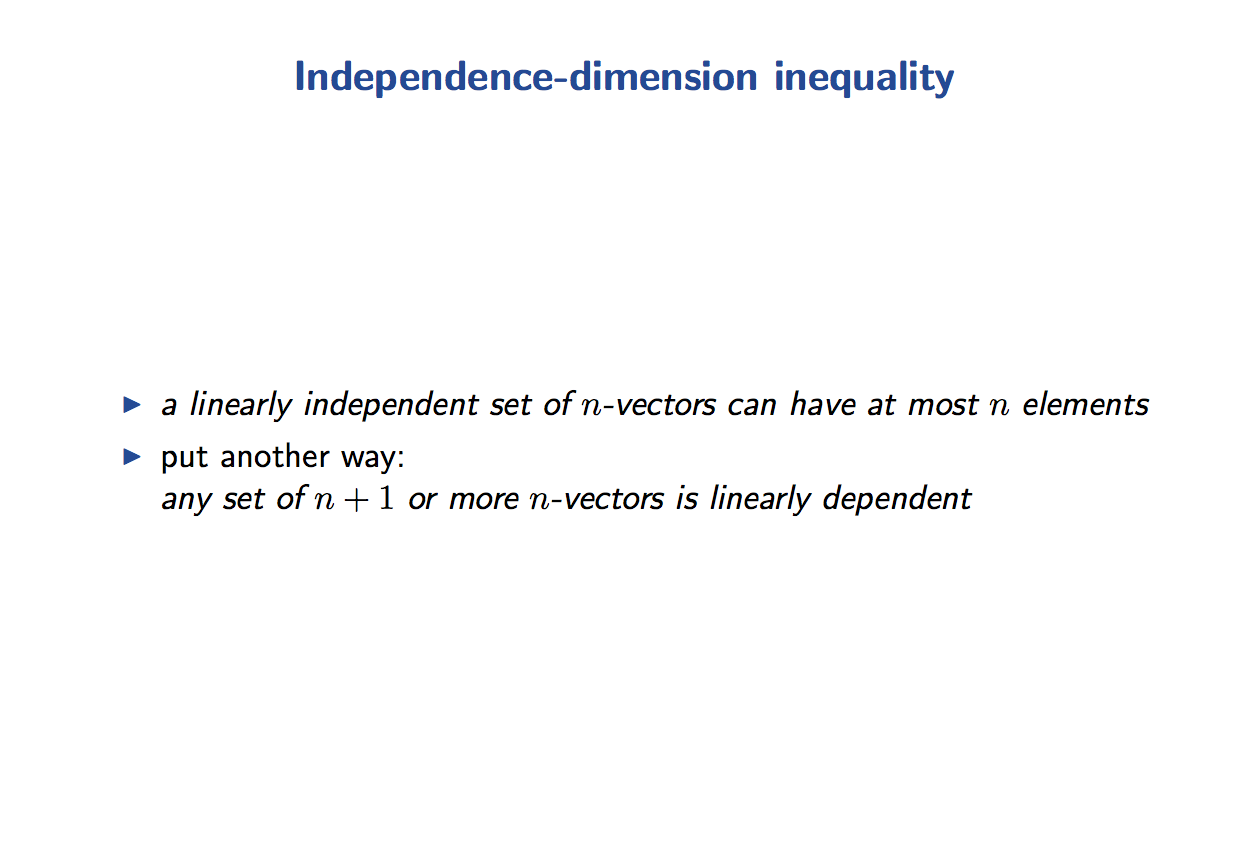 Independence-dimension inequality
▶ a linearly independent set of n-vectors can have at most n elements
▶ put another way:
any set of n + 1 or more n-vectors is linearly dependent